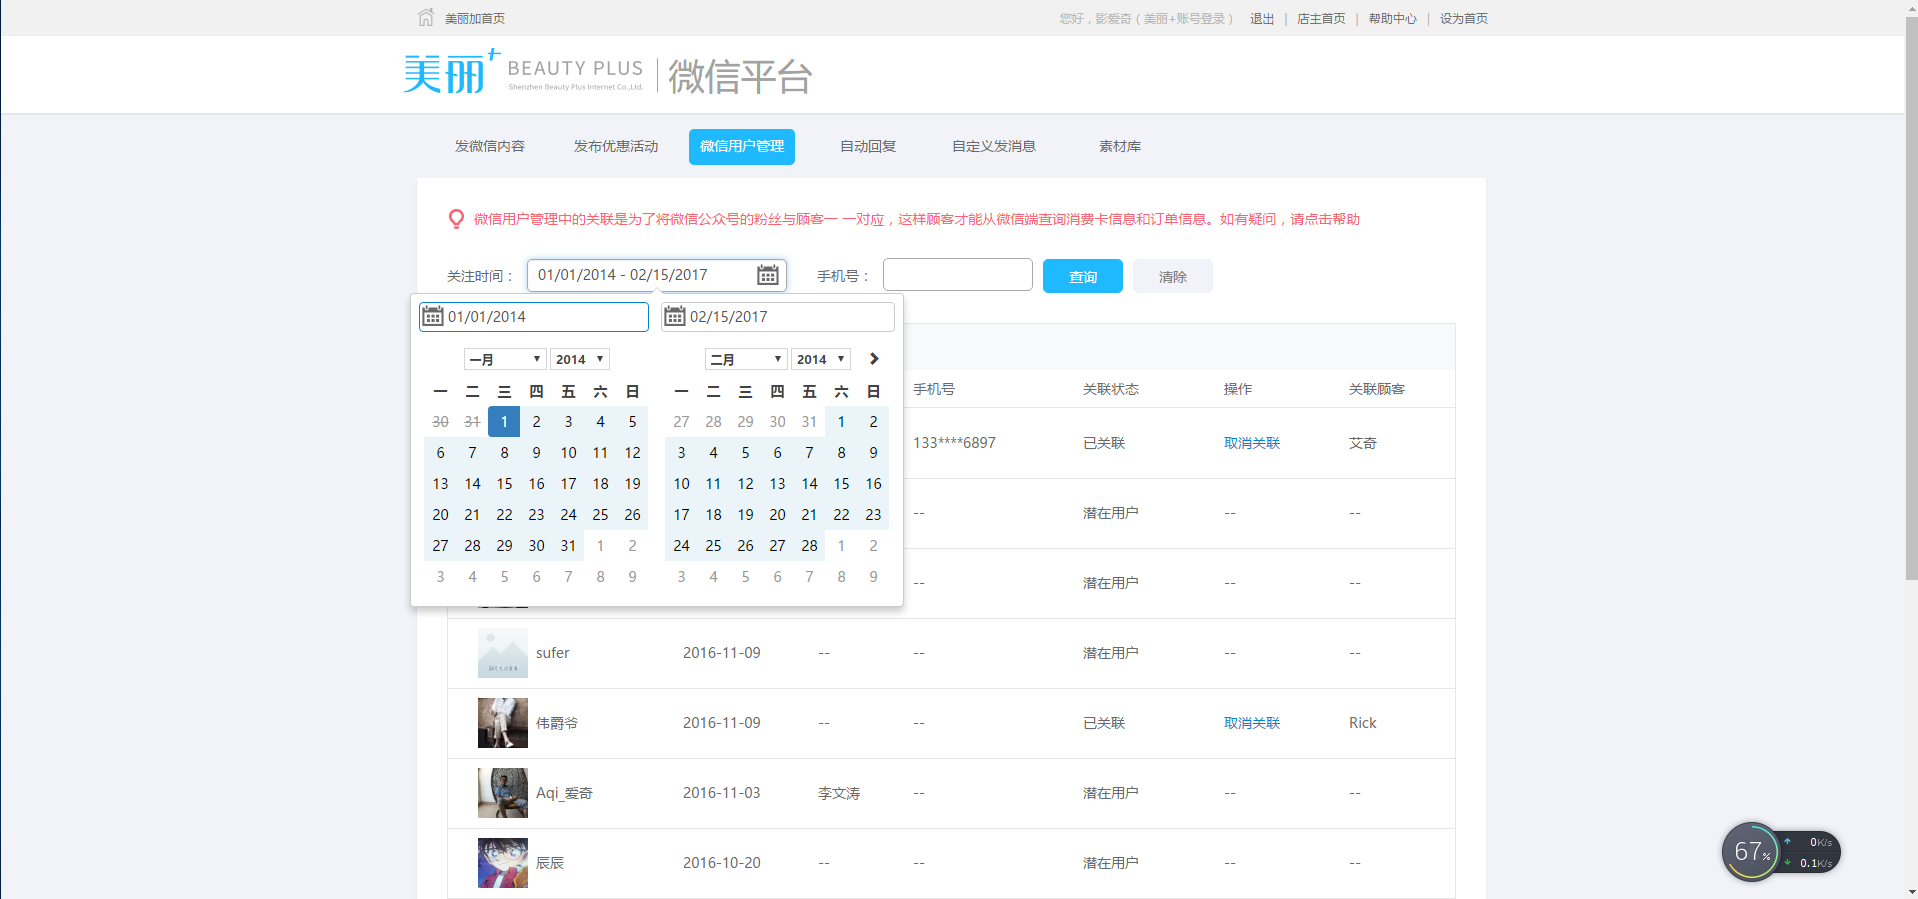 美丽加首页
您好，影爱奇（美丽+账号登录） 退出 | 店主首页 | 帮助中心 | 设为首页
美丽+ BEAUTY PLUS 微信平台
Shenzhen Beauty Plus Internet Co.,Ltd.
发微信内容 发布优惠活动 微信用户管理 自动回复 自定义发消息 素材库
微信用户管理中的关联是为了将微信公众号的粉丝与顾客一 一对应，这样顾客才能从微信端查询消费卡信息和订单信息。如有疑问，请点击帮助
关注时间： 01/01/2014 - 02/15/2017 手机号： 查询 清除
01/01/2014 02/15/2017
一月 2014 二月 2014
一 二 三 四 五 六 日 一 二 三 四 五 六 日
30 31 1 2 3 4 5 27 28 29 30 31 1 2
6 7 8 9 10 11 12 3 4 5 6 7 8 9
13 14 15 16 17 18 19 10 11 12 13 14 15 16
20 21 22 23 24 25 26 17 18 19 20 21 22 23
27 28 29 30 31 1 2 24 25 26 27 28 1 2
3 4 5 6 7 8 9 3 4 5 6 7 8 9
手机号 关联状态 操作 关联顾客
133****6897 已关联 取消关联 艾奇
-- 潜在用户 -- --
-- 潜在用户 -- --
sufer 2016-11-09 -- -- 潜在用户 -- --
伟爵爷 2016-11-09 -- -- 已关联 取消关联 Rick
Aqi_爱奇 2016-11-03 李文涛 -- 潜在用户 -- --
辰辰 2016-10-20 -- -- 潜在用户 -- --
67% 0K/s
0.1K/s